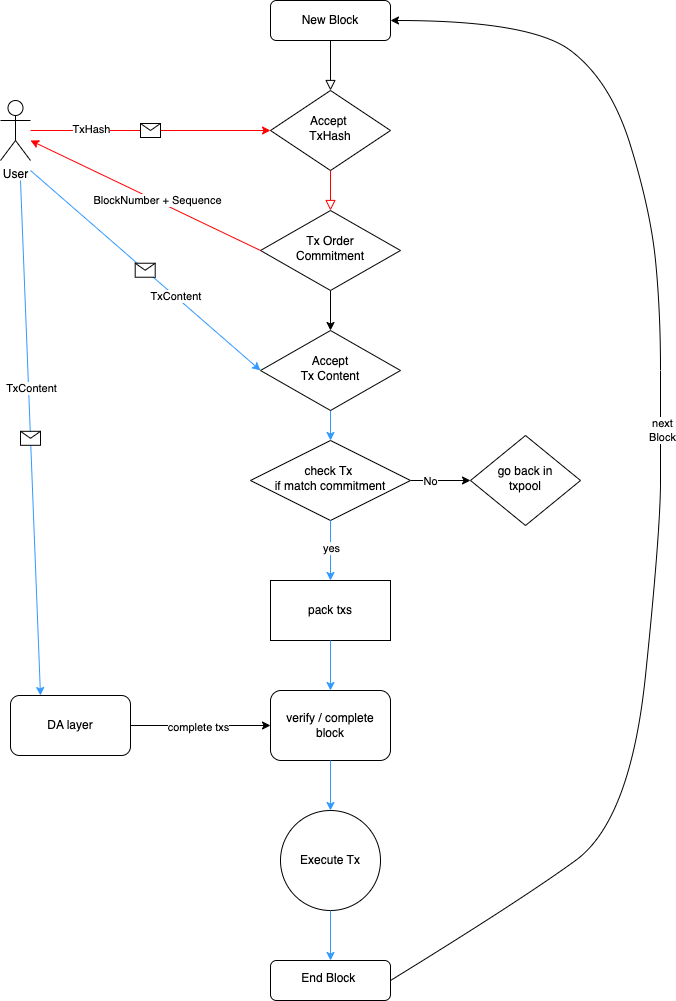 New Block
Accept
TxHash
TxHash
User
BlockNumber + Sequence
Tx Order
Commitment
TxContent
Accept
Tx Content
TxContent
next
Block
check Tx
if match commitment
No
go back in
txpool
yes
pack txs
DA layer
complete txs
verify / complete
block
Execute Tx
End Block